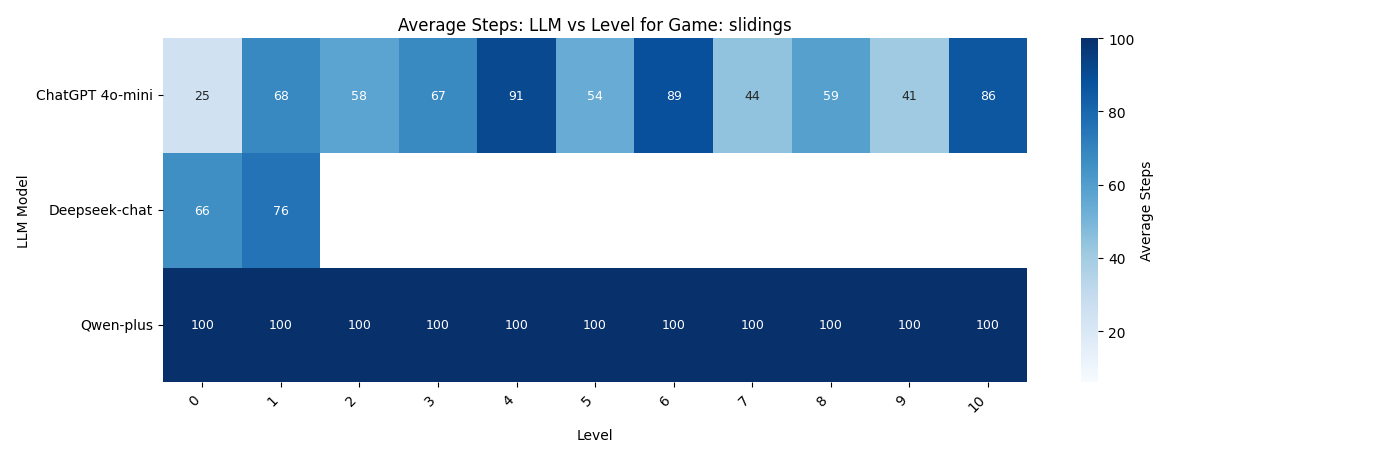 Average Steps: LLM vs Level for Game: slidings
LLM Model
ChatGPT 4o-mini
25 68 58 67 91 54 89 44 59 41 86
Deepseek-chat
66 76
Qwen-plus
100 100 100 100 100 100 100 100 100 100 100
0 1 2 3 4 5 6 7 8 9 10
Level
100
80
60
40
20
Average Steps